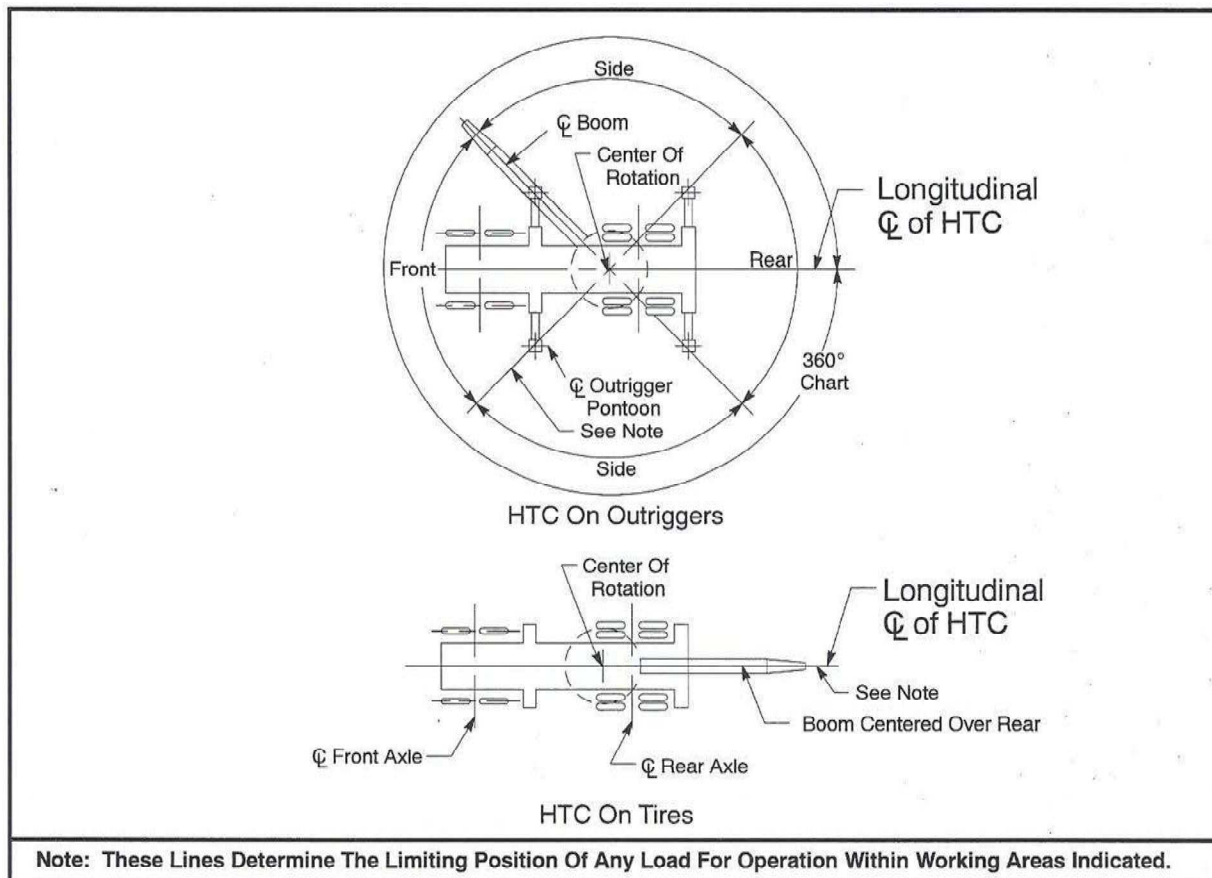 Side
℄ Boom
Center Of
Rotation
Longitudinal
℄ of HTC
Front
Rear
360°
Chart
℄ Outrigger
Pontoon
See Note
Side
HTC On Outriggers
Center Of
Rotation
Longitudinal
℄ of HTC
See Note
Boom Centered Over Rear
℄ Front Axle
℄ Rear Axle
HTC On Tires
Note: These Lines Determine The Limiting Position Of Any Load For Operation Within Working Areas Indicated.